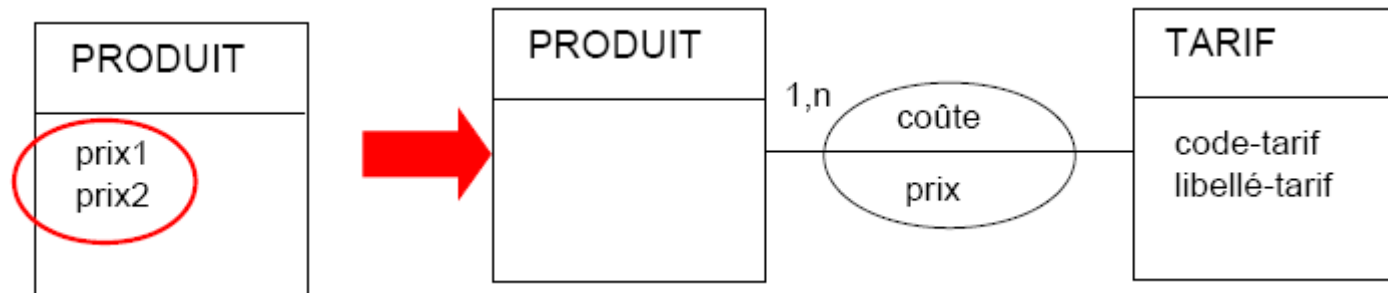 PRODUIT
prix1
prix2
PRODUIT
1,n
coûte
prix
TARIF
code-tarif
libellé-tarif